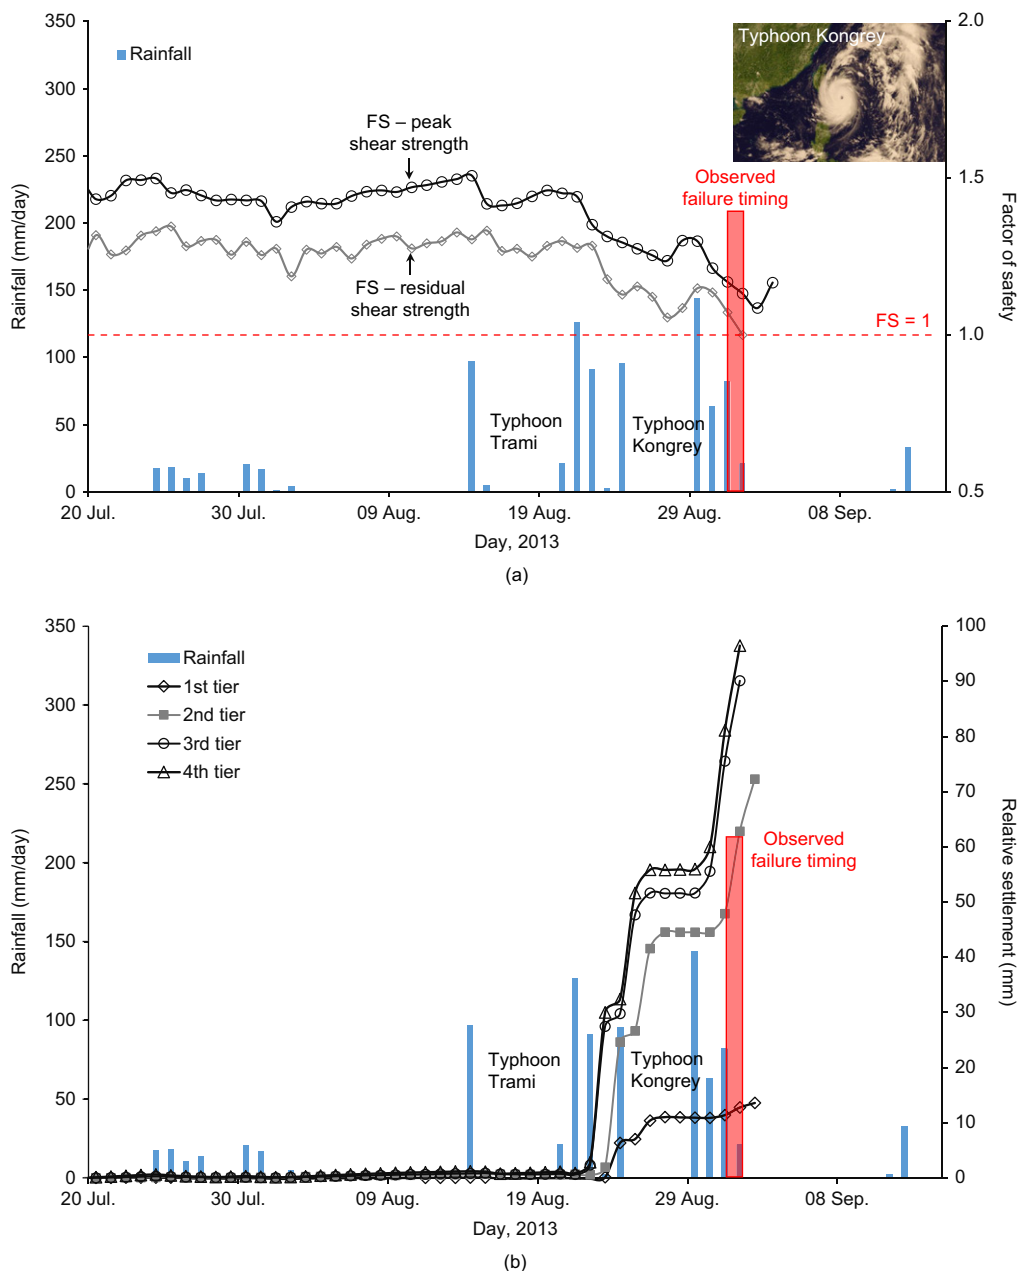 350
300
250
200
150
100
50
0
Rainfall (mm/day)
Rainfall
FS – peak
shear strength
FS – residual
shear strength
Typhoon Kongrey
Observed
failure timing
FS = 1
Typhoon
Trami
Typhoon
Kongrey
2.0
1.5
1.0
0.5
Factor of safety
20 Jul.
30 Jul.
09 Aug.
19 Aug.
29 Aug.
08 Sep.
Day, 2013
(a)
350
300
250
200
150
100
50
0
Rainfall (mm/day)
Rainfall
1st tier
2nd tier
3rd tier
4th tier
Observed
failure timing
Typhoon
Trami
Typhoon
Kongrey
100
90
80
70
60
50
40
30
20
10
0
Relative settlement (mm)
20 Jul.
30 Jul.
09 Aug.
19 Aug.
29 Aug.
08 Sep.
Day, 2013
(b)